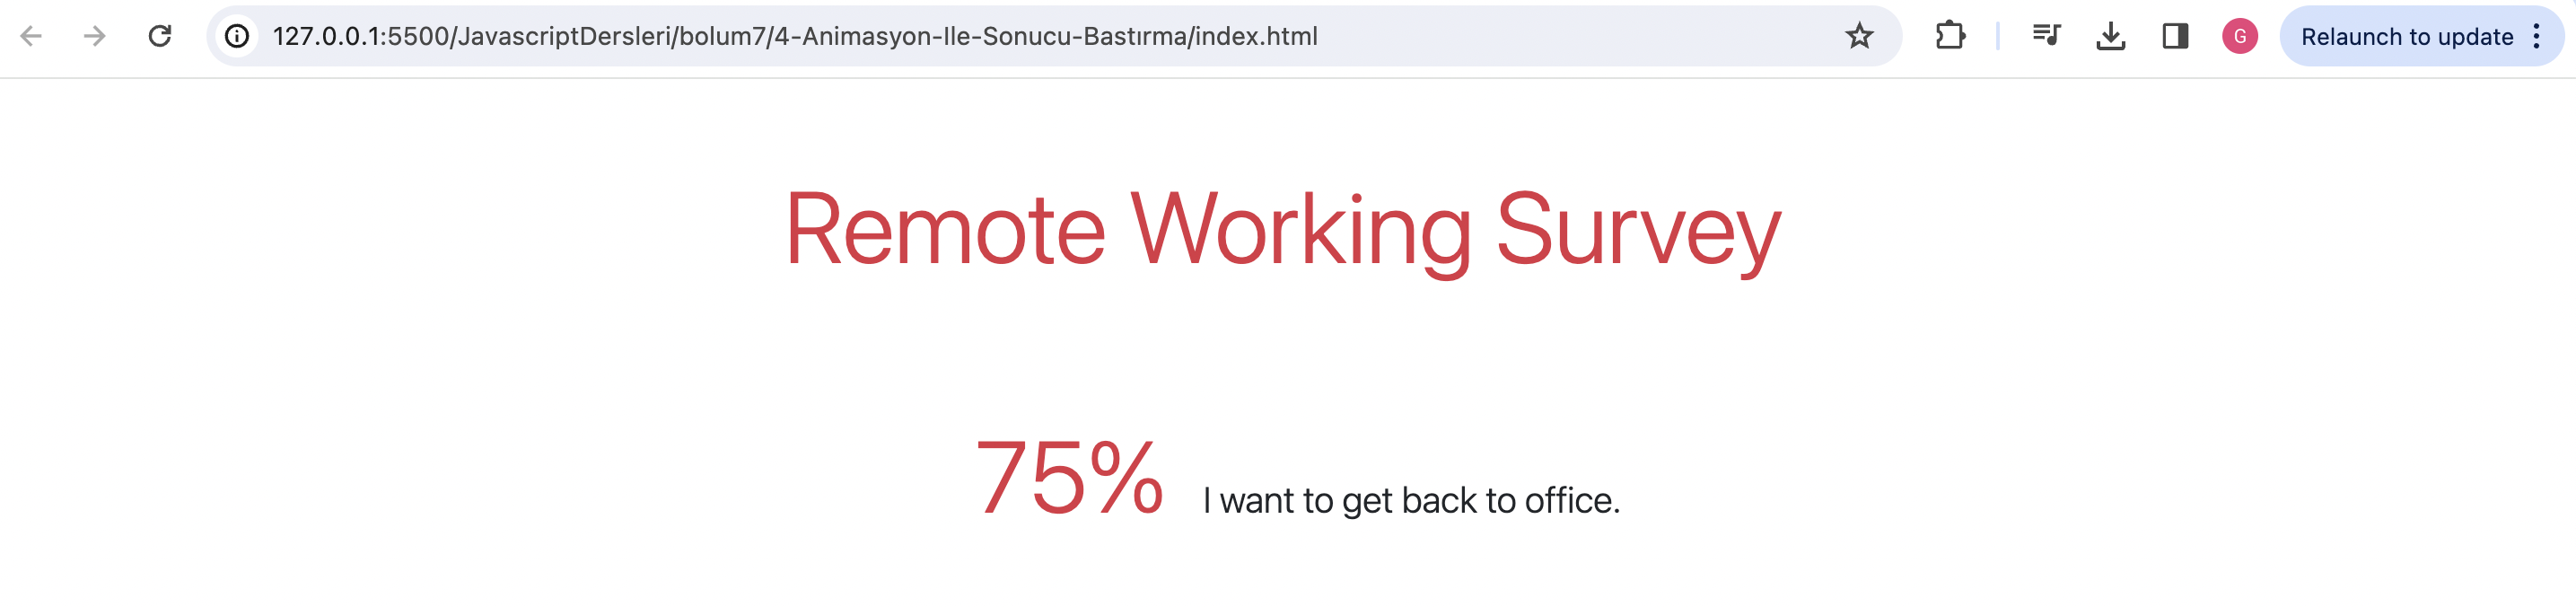 127.0.0.1:5500/JavascriptDersleri/bolum7/4-Animasyon-Ile-Sonucu-Bastırma/index.html
G
Relaunch to update
Remote Working Survey
75% I want to get back to office.